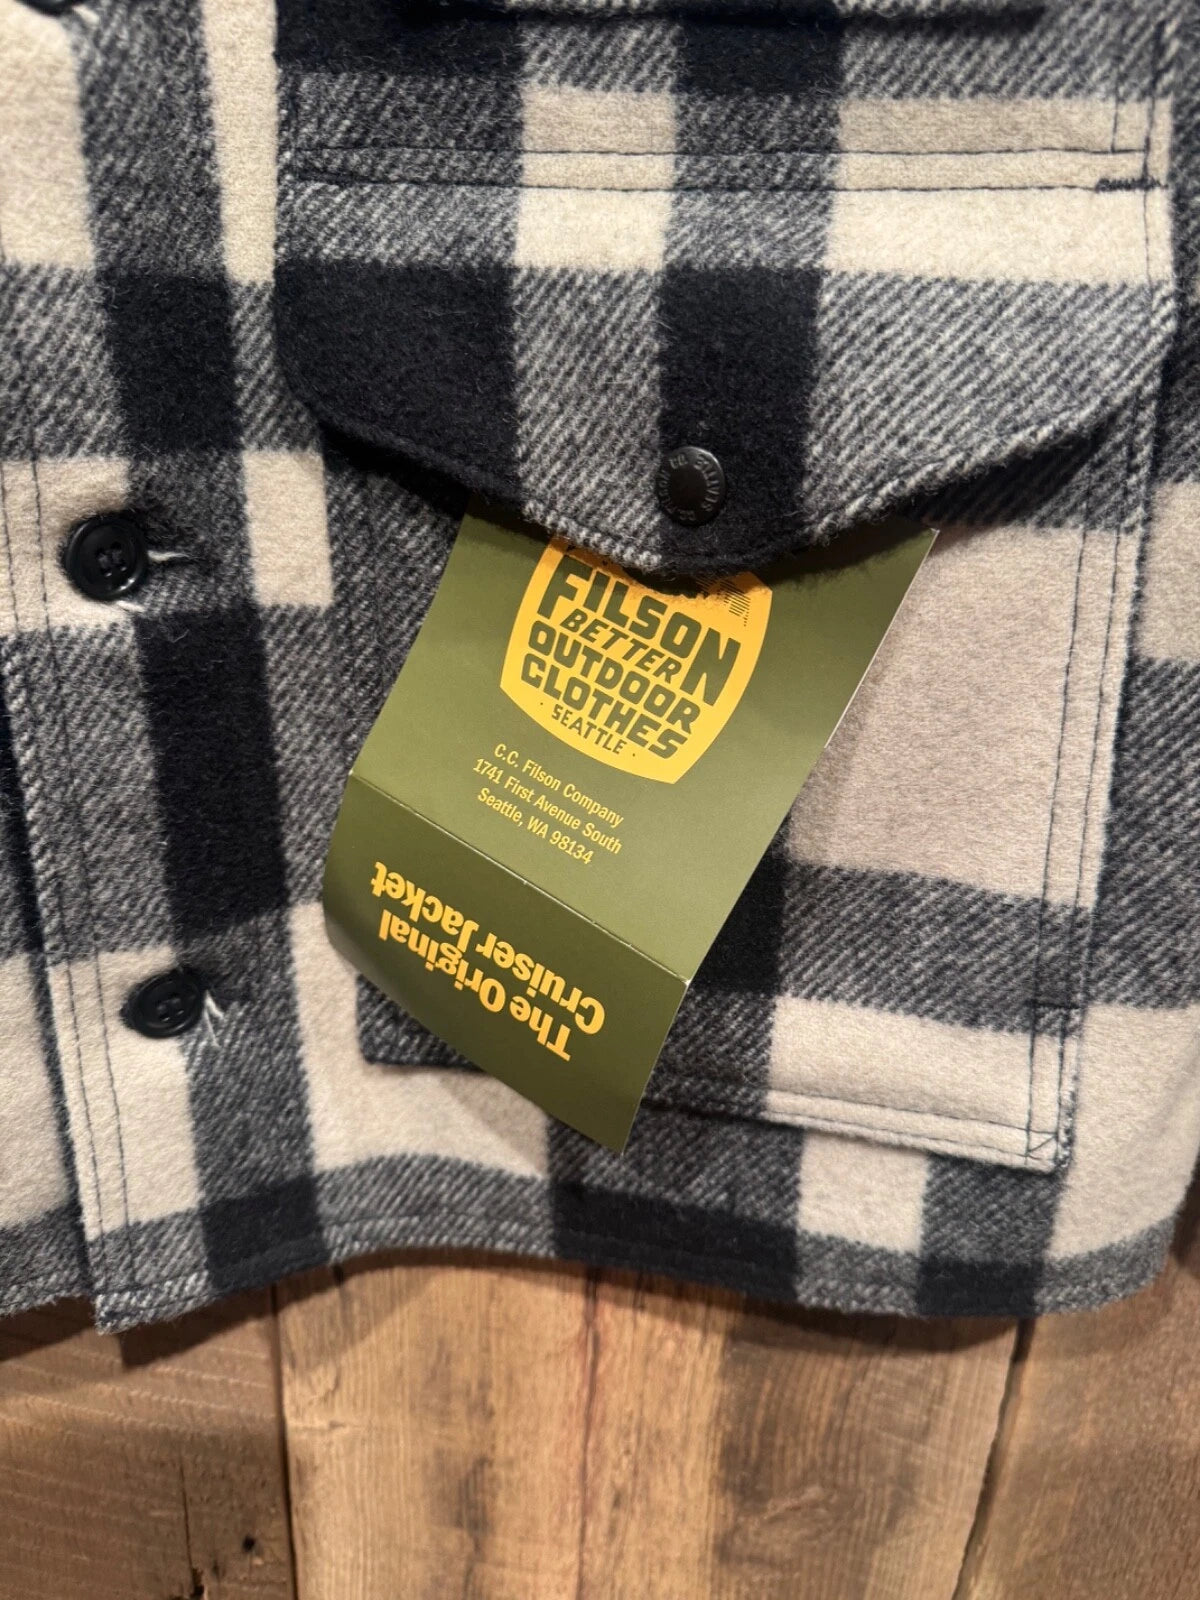 FILSON
BETTER
OUTDOOR
CLOTHES
· SEATTLE ·
C.C. Filson Company
1741 First Avenue South
Seattle, WA 98134
The Original
Cruiser Jacket